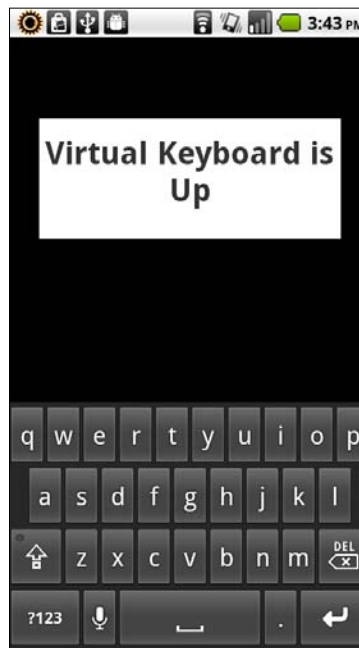 3:43 PM
Virtual Keyboard is
Up
q w e r t y u i o p
a s d f g h j k l
z x c v b n m DEL
?123 .